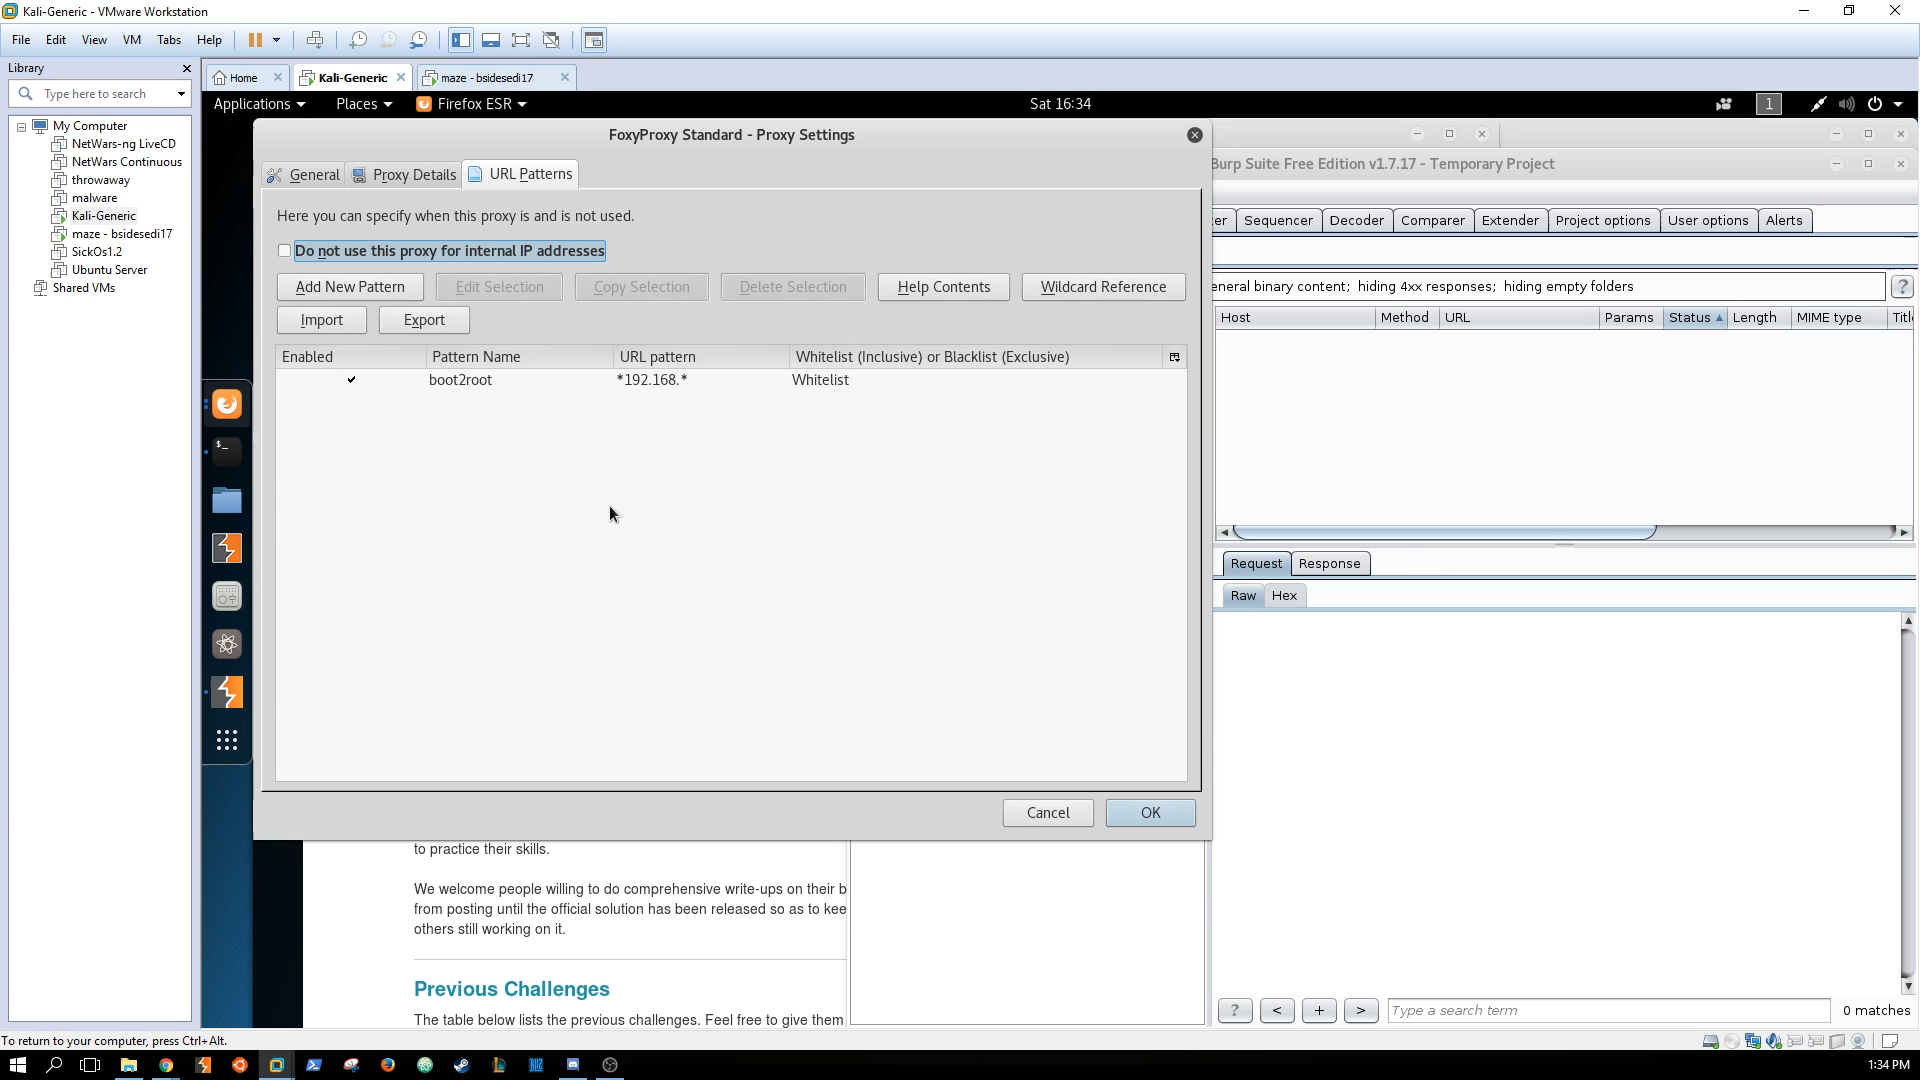 Kali-Generic - VMware Workstation
File Edit View VM Tabs Help
Library
Type here to search
My Computer
NetWars-ng LiveCD
NetWars Continuous
throwaway
malware
Kali-Generic
maze - bsidesedi17
SickOs1.2
Ubuntu Server
Shared VMs
Home
Kali-Generic
maze - bsidesedi17
Applications Places Firefox ESR Sat 16:34 1
FoxyProxy Standard - Proxy Settings
General Proxy Details URL Patterns
Here you can specify when this proxy is and is not used.
Do not use this proxy for internal IP addresses
Add New Pattern Edit Selection Copy Selection Delete Selection Help Contents Wildcard Reference
Import Export
Enabled Pattern Name URL pattern Whitelist (Inclusive) or Blacklist (Exclusive)
boot2root *192.168.* Whitelist
Cancel OK
Burp Suite Free Edition v1.7.17 - Temporary Project
ter Sequencer Decoder Comparer Extender Project options User options Alerts
eneral binary content; hiding 4xx responses; hiding empty folders ?
Host Method URL Params Status Length MIME type Titl
Request Response
Raw Hex
? < + > Type a search term 0 matches
to practice their skills.
We welcome people willing to do comprehensive write-ups on their b
from posting until the official solution has been released so as to kee
others still working on it.
Previous Challenges
The table below lists the previous challenges. Feel free to give them
To return to your computer, press Ctrl+Alt.
1:34 PM